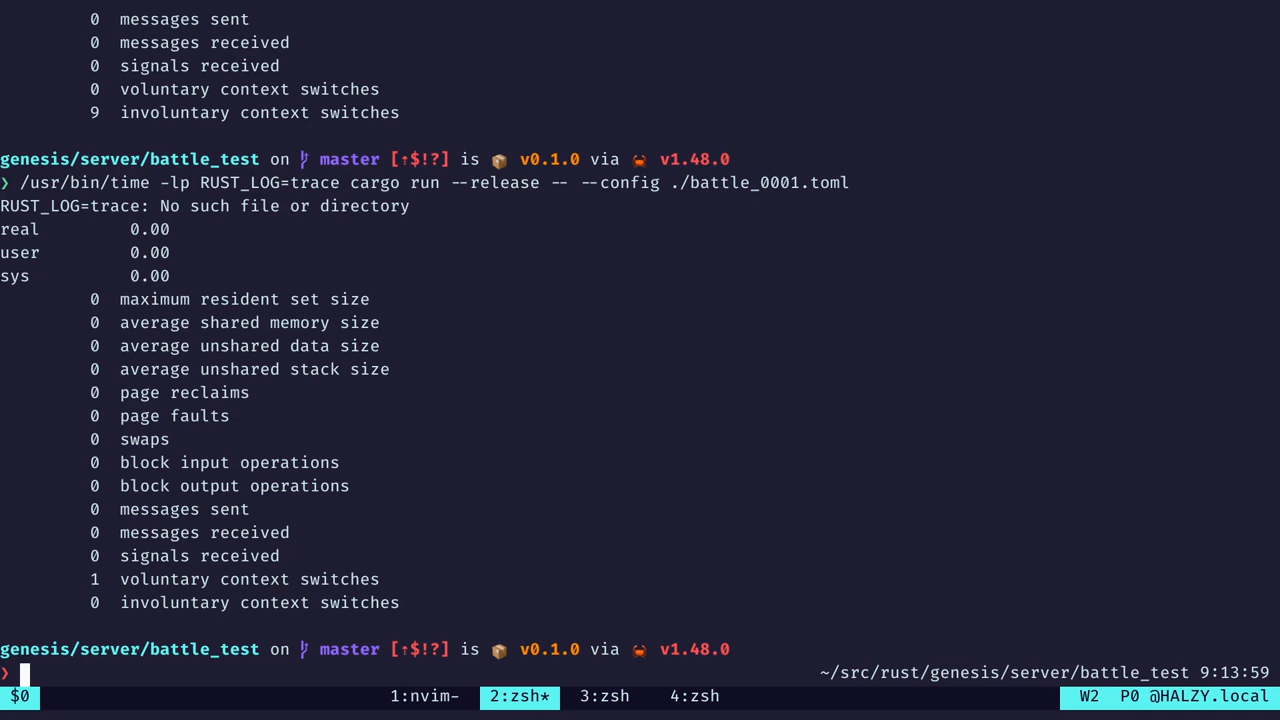 0 messages sent
0 messages received
0 signals received
0 voluntary context switches
9 involuntary context switches
genesis/server/battle_test on master [⇡$!?] is 📦 v0.1.0 via 🦀 v1.48.0
❯ /usr/bin/time -lp RUST_LOG=trace cargo run --release -- --config ./battle_0001.toml
RUST_LOG=trace: No such file or directory
real 0.00
user 0.00
sys 0.00
0 maximum resident set size
0 average shared memory size
0 average unshared data size
0 average unshared stack size
0 page reclaims
0 page faults
0 swaps
0 block input operations
0 block output operations
0 messages sent
0 messages received
0 signals received
1 voluntary context switches
0 involuntary context switches
genesis/server/battle_test on master [⇡$!?] is 📦 v0.1.0 via 🦀 v1.48.0
❯ ~/src/rust/genesis/server/battle_test 9:13:59
$0 1:nvim- 2:zsh* 3:zsh 4:zsh W2 P0 @HALZY.local